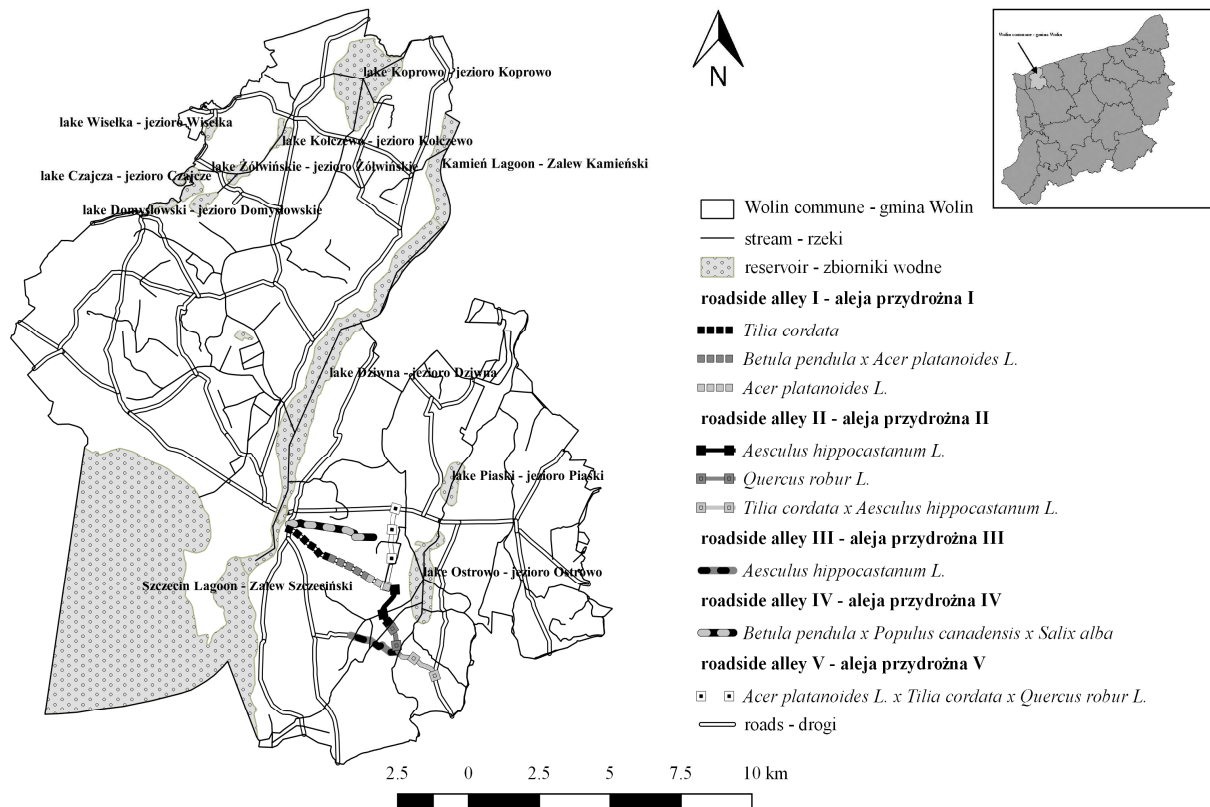 lake Koprowo - jezioro Koprowo
lake Wisełka - jezioro Wisełka
lake Kołczewo - jezioro Kołczewo
lake Żółwińskie - jezioro Żółwińskie
Kamień Lagoon - Zalew Kamieński
lake Czajcza - jezioro Czajcze
lake Domysłowski - jezioro Domysłowskie
lake Dziwna - jezioro Dziwna
lake Piaski - jezioro Piaski
lake Ostrowo - jezioro Ostrowo
Szczecin Lagoon - Zalew Szczeciński
N
Wolin commune - gmina Wolin
Wolin commune - gmina Wolin
stream - rzeki
reservoir - zbiorniki wodne
roadside alley I - aleja przydrożna I
Tilia cordata
Betula pendula x Acer platanoides L.
Acer platanoides L.
roadside alley II - aleja przydrożna II
Aesculus hippocastanum L.
Quercus robur L.
Tilia cordata x Aesculus hippocastanum L.
roadside alley III - aleja przydrożna III
Aesculus hippocastanum L.
roadside alley IV - aleja przydrożna IV
Betula pendula x Populus canadensis x Salix alba
roadside alley V - aleja przydrożna V
Acer platanoides L. x Tilia cordata x Quercus robur L.
roads - drogi
2.5 0 2.5 5 7.5 10 km